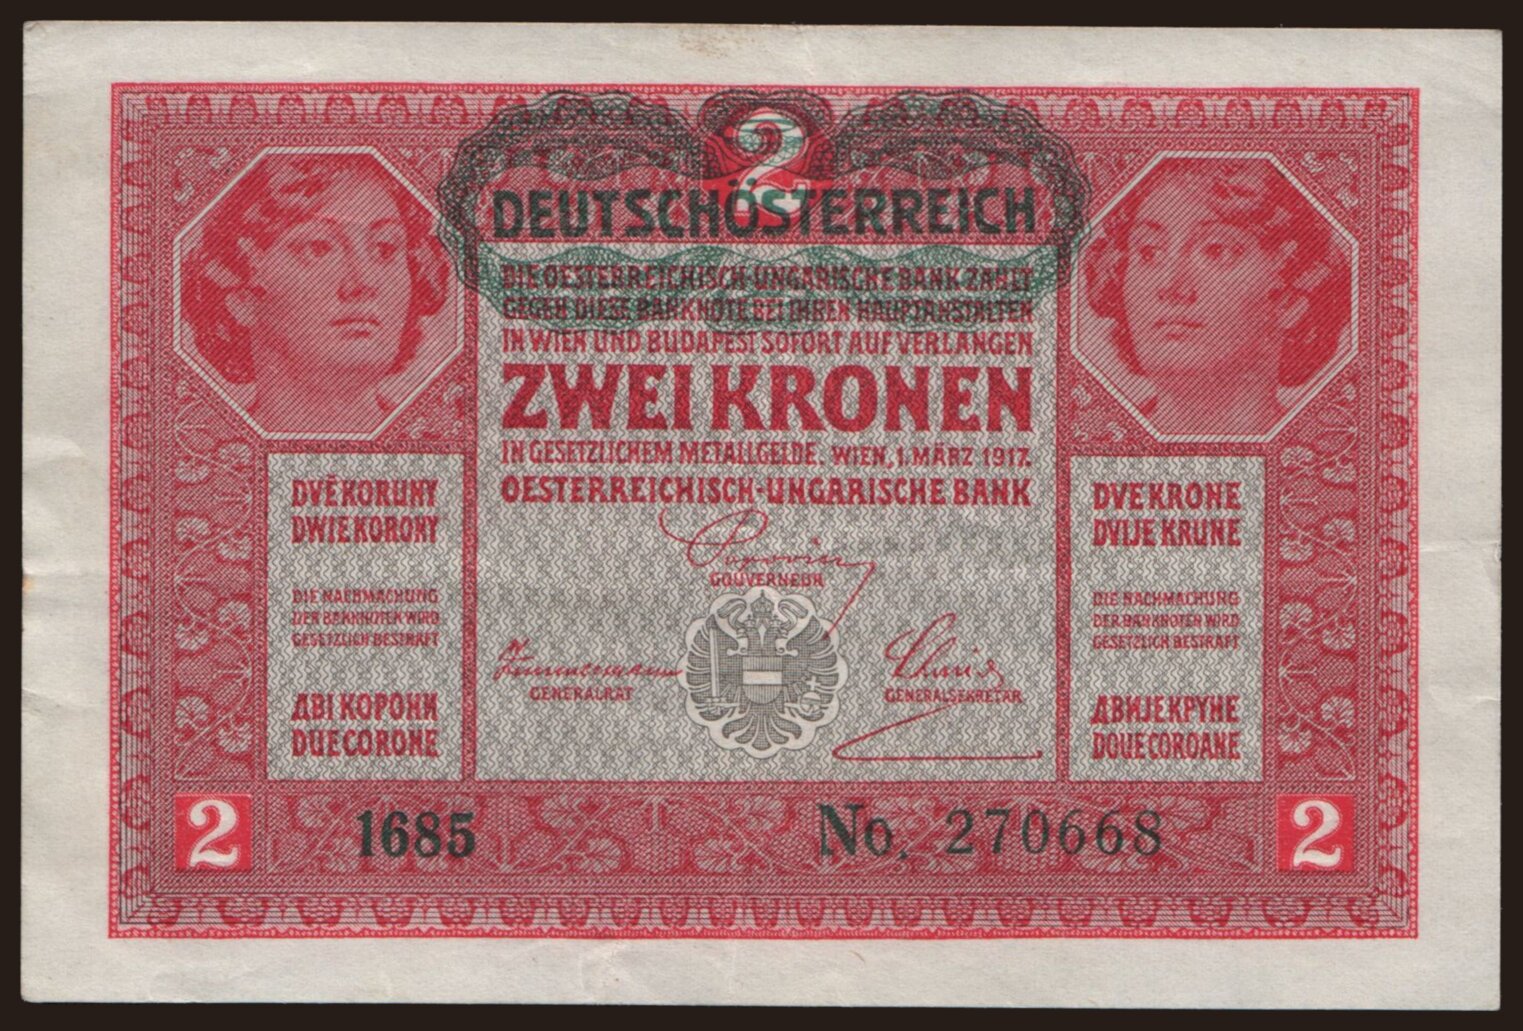 2
DEUTSCHÖSTERREICH
DIE OESTERREICHISCH-UNGARISCHE BANK ZAHLT
GEGEN DIESE BANKNOTE BEI IHREN HAUPTANSTALTEN
IN WIEN UND BUDAPEST SOFORT AUF VERLANGEN
ZWEI KRONEN
IN GESETZLICHEM METALLGELDE. WIEN, 1. MÄRZ 1917.
OESTERREICHISCH-UNGARISCHE BANK
GOUVERNEUR
GENERALRAT
GENERALSEKRETÄR
DVĚ KORUNY
DWIE KORONY
DIE NACHMACHUNG
DER BANKNOTEN WIRD
GESETZLICH BESTRAFT
ДВІ КОРОНИ
DUE CORONE
DVE KRONE
DVIJE KRUNE
DIE NACHMACHUNG
DER BANKNOTEN WIRD
GESETZLICH BESTRAFT
ДВИЈЕ КРУНЕ
DOUE COROANE
2
1685
No. 270668
2